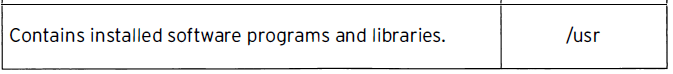 Contains installed software programs and libraries. /usr